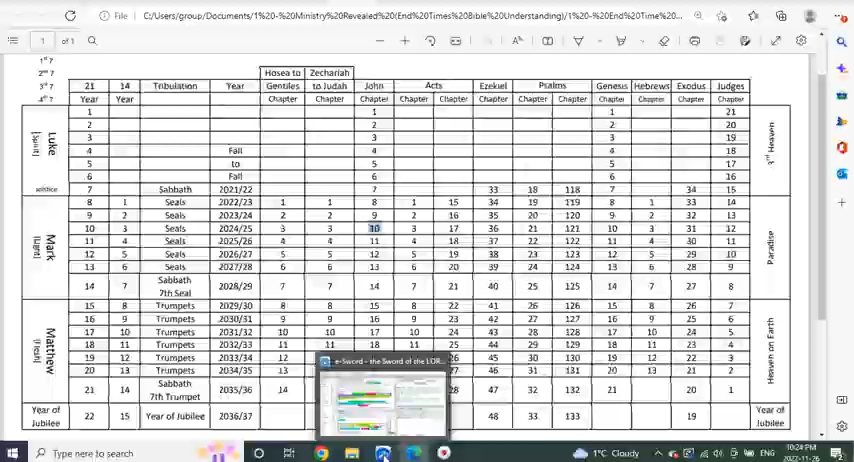 File C:/Users/group/Documents/1%20-%20Ministry%20Revealed%20(End%20Times%20Bible%20Understanding)/1%20-%20End%20Time%20...
1 of 1
1st 7
2nd 7 Hosea to Zechariah
3rd 7 21 14 Tribulation Year Gentiles to Judah John Acts Ezekiel Psalms Genesis Hebrews Exodus Judges
4th 7 Year Year Chapter Chapter Chapter Chapter Chapter Chapter Chapter Chapter Chapter Chapter Chapter Chapter
Luke (Spirit) 3rd Heaven
1 1 1 21
2 2 2 20
3 3 3 19
4 Fall 4 4 18
5 to 5 5 17
6 Fall 6 6 16
solstice 7 Sabbath 2021/22 7 33 18 118 7 34 15
Mark (Light) Paradise
8 1 Seals 2022/23 1 1 8 1 15 34 19 119 8 1 33 14
9 2 Seals 2023/24 2 2 9 2 16 35 20 120 9 2 32 13
10 3 Seals 2024/25 3 3 10 3 17 36 21 121 10 3 31 12
11 4 Seals 2025/26 4 4 11 4 18 37 22 122 11 4 30 11
12 5 Seals 2026/27 5 5 12 5 19 38 23 123 12 5 29 10
13 6 Seals 2027/28 6 6 13 6 20 39 24 124 13 6 28 9
14 7 Sabbath 7th Seal 2028/29 7 7 14 7 21 40 25 125 14 7 27 8
Matthew (Flesh) Heaven on Earth
15 8 Trumpets 2029/30 8 8 15 8 22 41 26 126 15 8 26 7
16 9 Trumpets 2030/31 9 9 16 9 23 42 27 127 16 9 25 6
17 10 Trumpets 2031/32 10 10 17 10 24 43 28 128 17 10 24 5
18 11 Trumpets 2032/33 11 11 18 11 25 44 29 129 18 11 23 4
19 12 Trumpets 2033/34 12 26 45 30 130 19 12 22 3
20 13 Trumpets 2034/35 13 46 31 131 20 13 21 2
21 14 Sabbath 7th Trumpet 2035/36 14 28 47 32 132 21 20 1
Year of Jubilee 22 15 Year of Jubilee 2036/37 48 33 133 19 Year of Jubilee
e-Sword - the Sword of the LOR...
Type here to search
1°C Cloudy
ENG
10:24 PM
2022-11-26